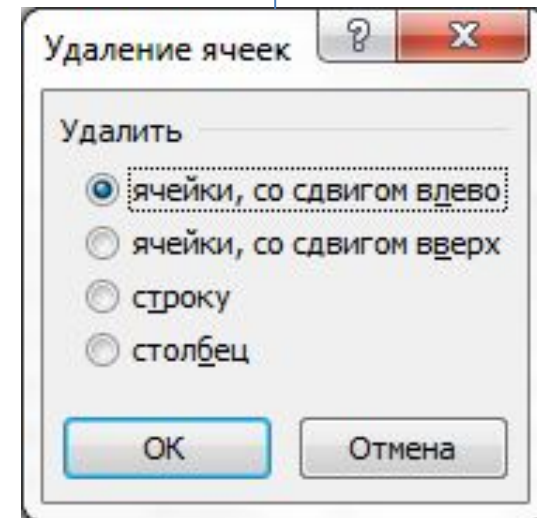 Удаление ячеек ?
Удалить
ячейки, со сдвигом влево
ячейки, со сдвигом вверх
строку
столбец
ОК Отмена